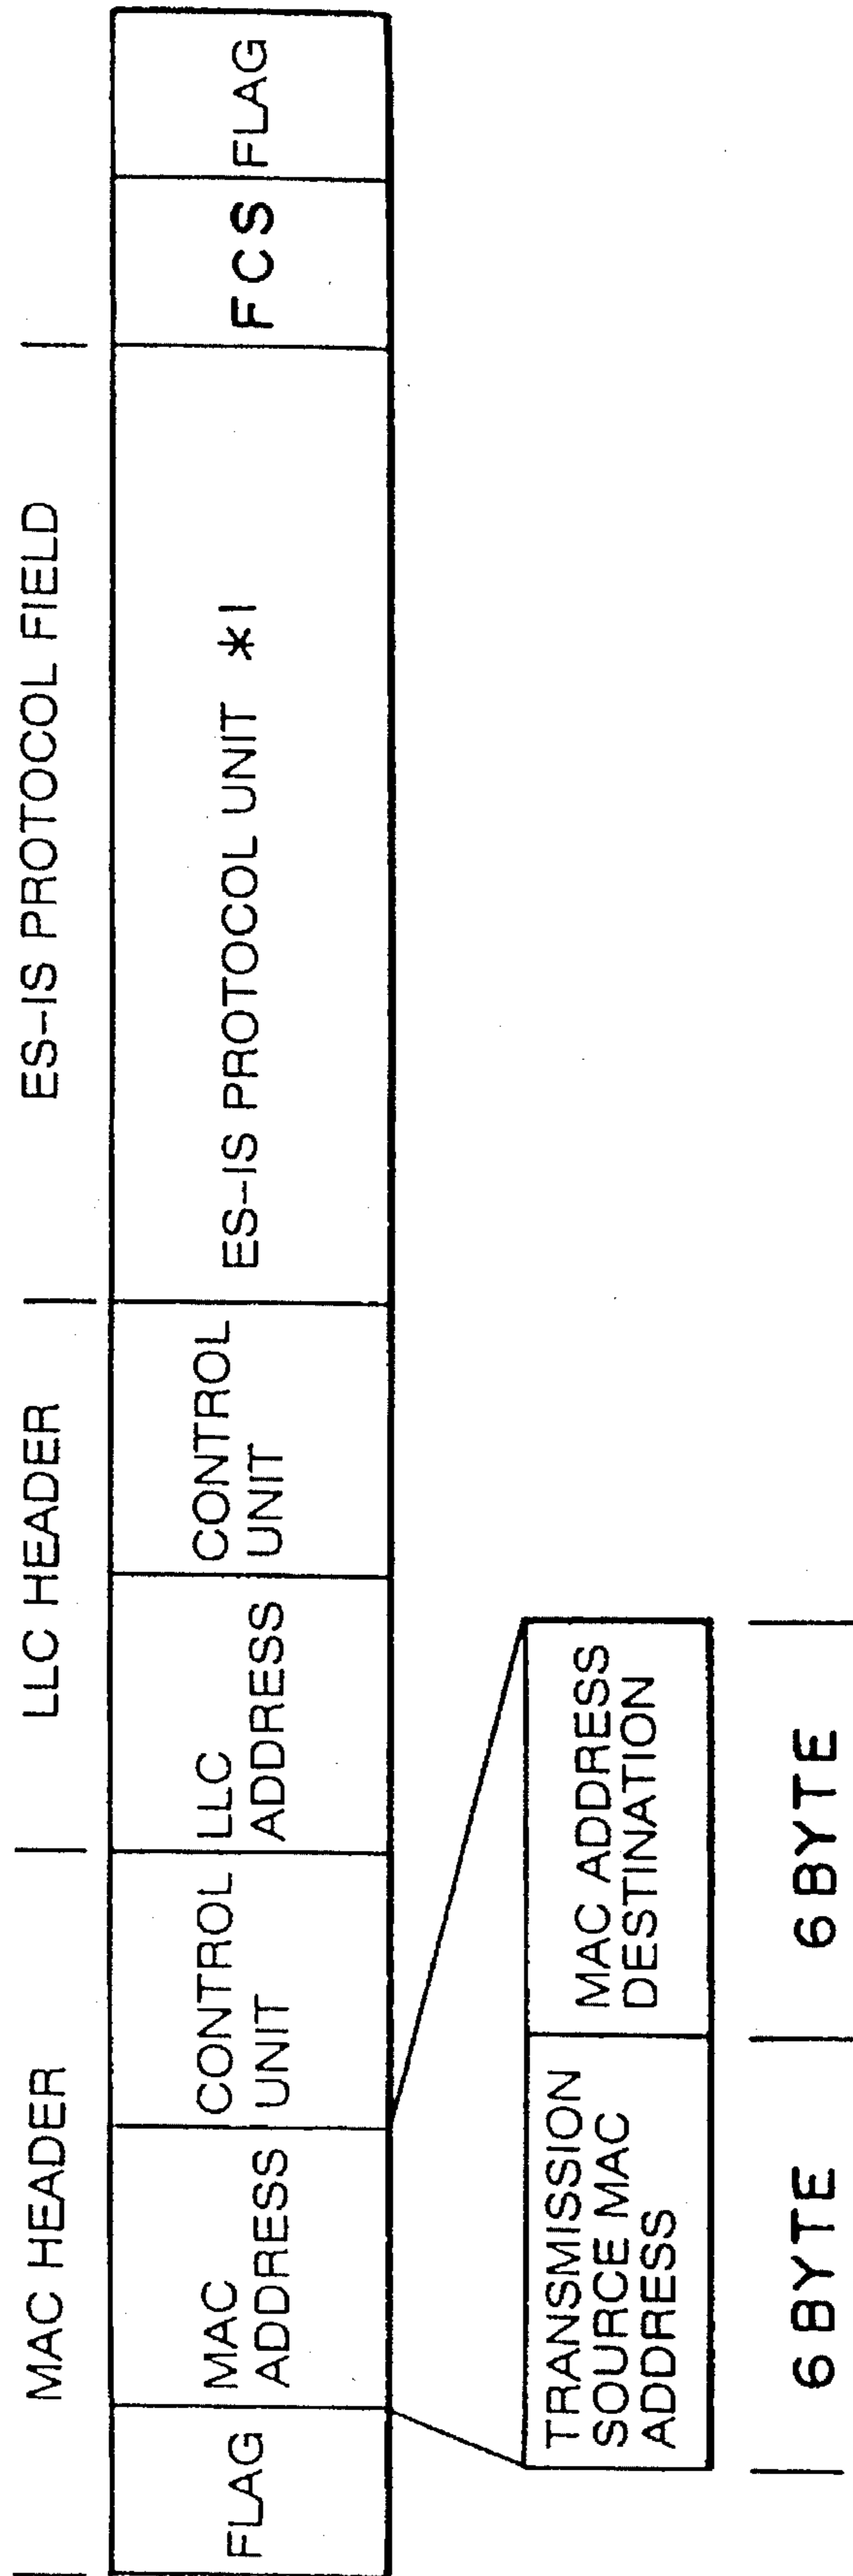 MAC HEADER
LLC HEADER
ES-IS PROTOCOL FIELD
FLAG
MAC
ADDRESS
CONTROL
UNIT
LLC
ADDRESS
CONTROL
UNIT
ES-IS PROTOCOL UNIT *1
FCS
FLAG
TRANSMISSION
SOURCE MAC
ADDRESS
MAC ADDRESS
DESTINATION
6 BYTE
6 BYTE